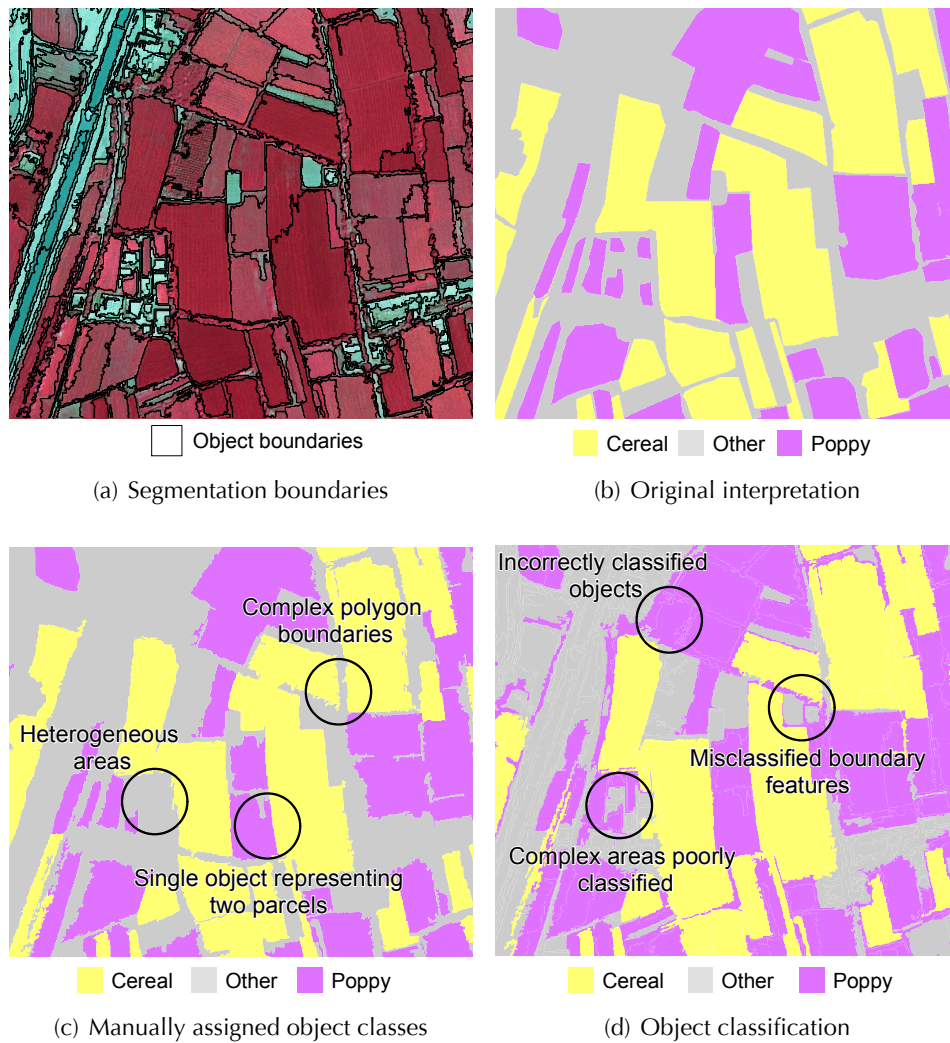 Object boundaries
(a) Segmentation boundaries
Cereal Other Poppy
(b) Original interpretation
Complex polygon
boundaries
Heterogeneous
areas
Single object representing
two parcels
Cereal Other Poppy
(c) Manually assigned object classes
Incorrectly classified
objects
Misclassified boundary
features
Complex areas poorly
classified
Cereal Other Poppy
(d) Object classification